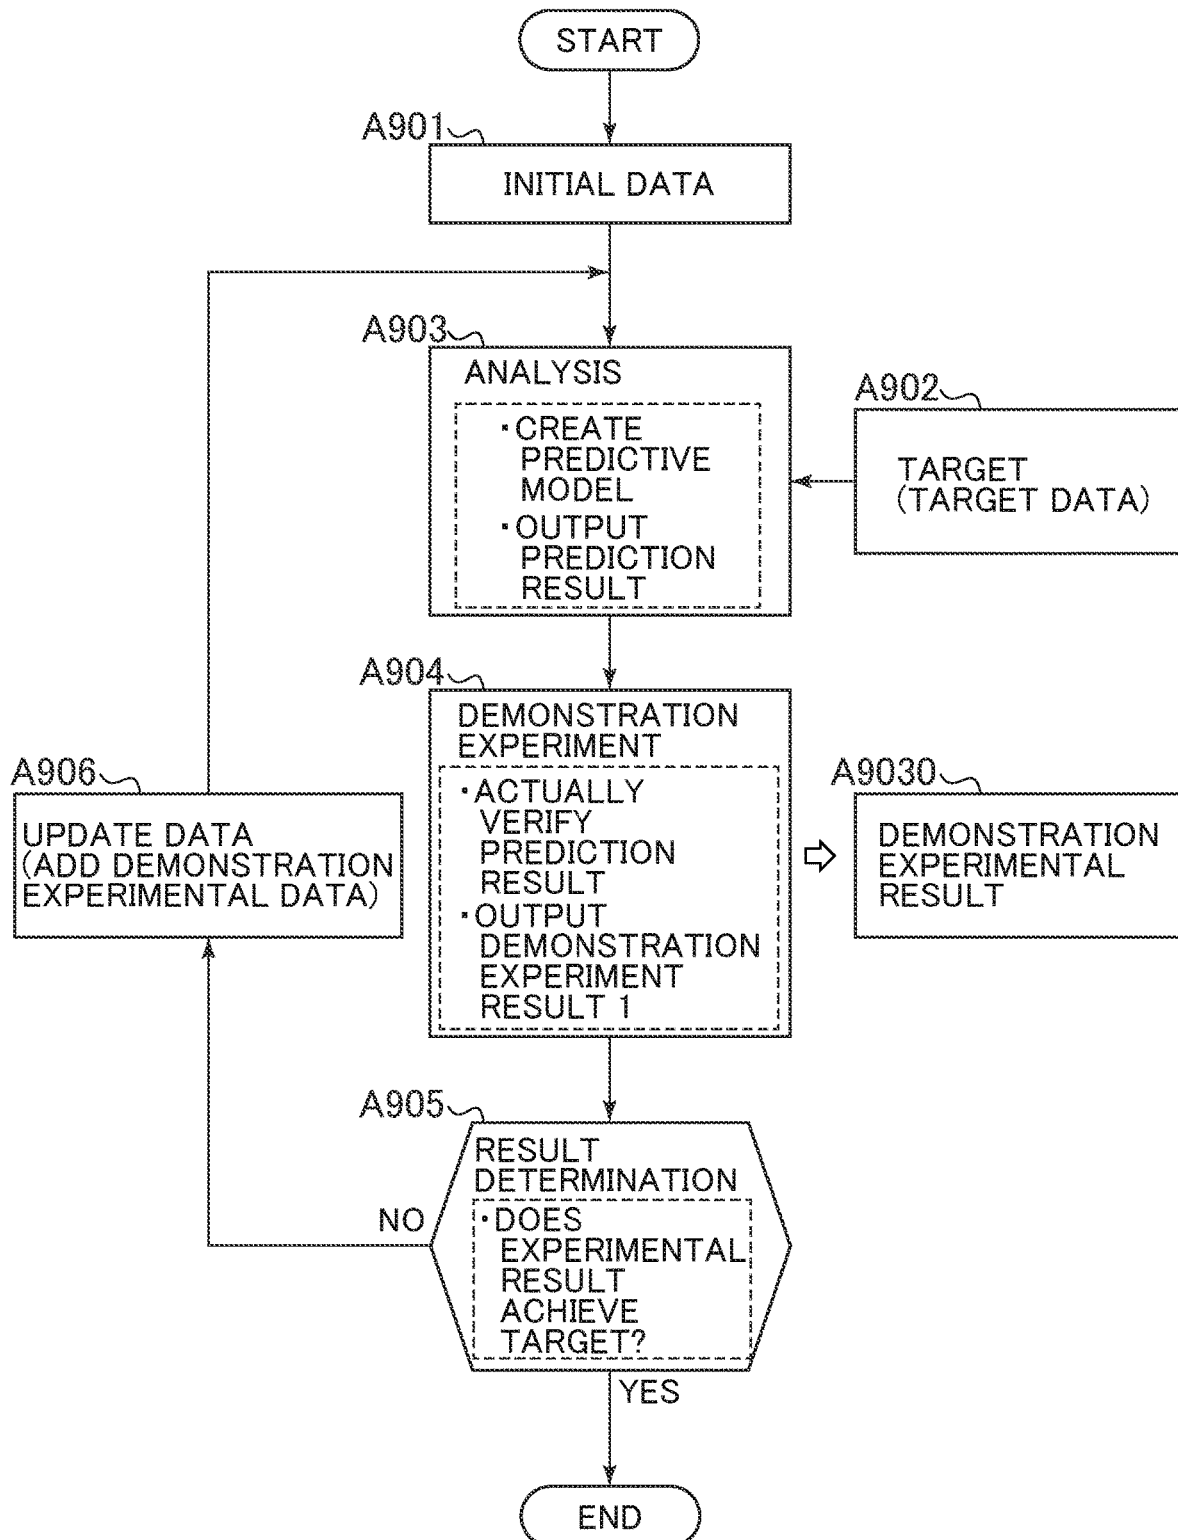 START
A901
INITIAL DATA
A903
ANALYSIS
・CREATE
PREDICTIVE
MODEL
・OUTPUT
PREDICTION
RESULT
A902
TARGET
(TARGET DATA)
A904
DEMONSTRATION
EXPERIMENT
・ACTUALLY
VERIFY
PREDICTION
RESULT
・OUTPUT
DEMONSTRATION
EXPERIMENT
RESULT 1
A906
UPDATE DATA
(ADD DEMONSTRATION
EXPERIMENTAL DATA)
A9030
DEMONSTRATION
EXPERIMENTAL
RESULT
A905
RESULT
DETERMINATION
・DOES
EXPERIMENTAL
RESULT
ACHIEVE
TARGET?
NO
YES
END